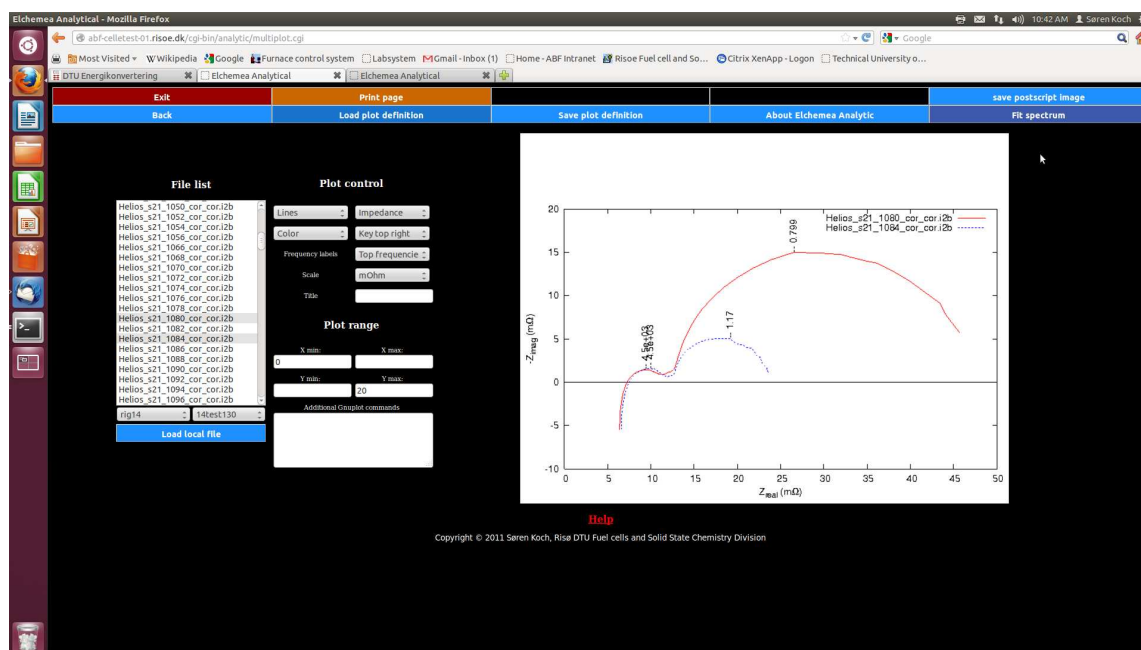 Elchemea Analytical - Mozilla Firefox
10:42 AM Søren Koch
abf-celletest-01.risoe.dk/cgi-bin/analytic/multiplot.cgi
Google
Most Visited Wikipedia Google Furnace control system Labsystem Gmail - Inbox (1) Home - ABF Intranet Risoe Fuel cell and So... Citrix XenApp - Logon Technical University o...
DTU Energikonvertering Elchemea Analytical Elchemea Analytical
Exit Print page save postscript image
Back Load plot definition Save plot definition About Elchemea Analytic Fit spectrum
File list
Helios_s21_1050_cor_cor.i2b
Helios_s21_1052_cor_cor.i2b
Helios_s21_1054_cor_cor.i2b
Helios_s21_1056_cor_cor.i2b
Helios_s21_1066_cor_cor.i2b
Helios_s21_1068_cor_cor.i2b
Helios_s21_1070_cor_cor.i2b
Helios_s21_1072_cor_cor.i2b
Helios_s21_1074_cor_cor.i2b
Helios_s21_1076_cor_cor.i2b
Helios_s21_1078_cor_cor.i2b
Helios_s21_1080_cor_cor.i2b
Helios_s21_1082_cor_cor.i2b
Helios_s21_1084_cor_cor.i2b
Helios_s21_1086_cor_cor.i2b
Helios_s21_1088_cor_cor.i2b
Helios_s21_1090_cor_cor.i2b
Helios_s21_1092_cor_cor.i2b
Helios_s21_1094_cor_cor.i2b
Helios_s21_1096_cor_cor.i2b
rig14 14test130
Load local file
Plot control
Lines Impedance
Color Key top right
Frequency labels Top frequencie
Scale mOhm
Title
Plot range
X min: X max:
0
Y min: Y max:
20
Additional Gnuplot commands
Helios_s21_1080_cor_cor.i2b
Helios_s21_1084_cor_cor.i2b
20
15
10
5
0
-5
-10
-Zimag (mΩ)
4.5e+03
0.799
1.17
0 5 10 15 20 25 30 35 40 45 50
Zreal (mΩ)
Help
Copyright © 2011 Søren Koch, Risø DTU Fuel cells and Solid State Chemistry Division